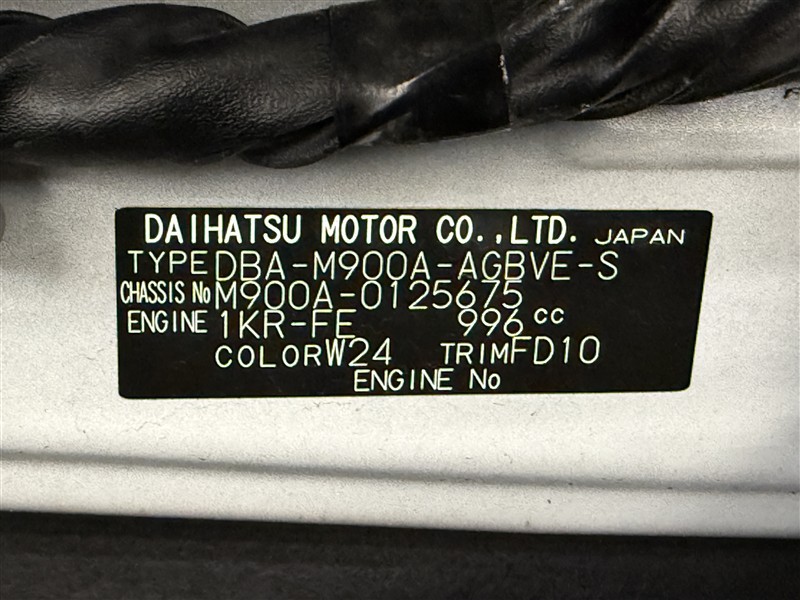 DAIHATSU MOTOR CO.,LTD. JAPAN
TYPE DBA-M900A-AGBVE-S
CHASSIS No M900A-0125675
ENGINE 1KR-FE 996 cc
COLOR W24 TRIM FD10
ENGINE No